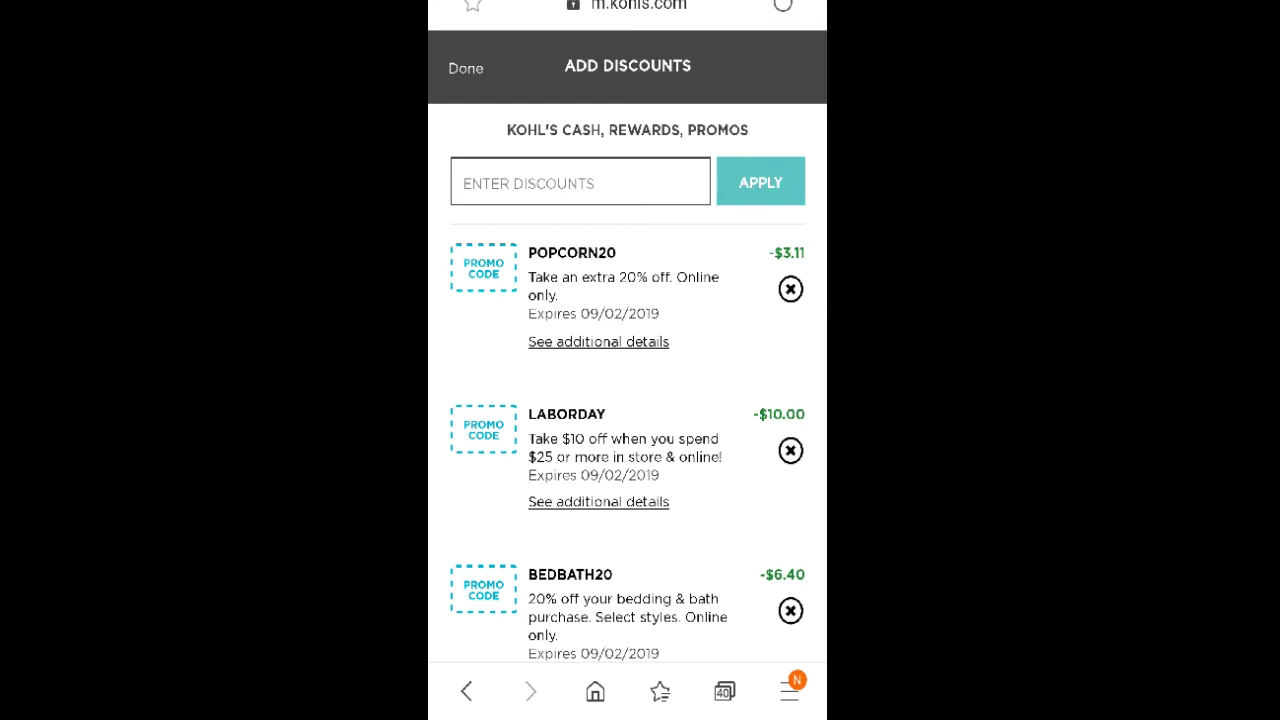 m.kohls.com
Done
ADD DISCOUNTS
KOHL'S CASH, REWARDS, PROMOS
ENTER DISCOUNTS
APPLY
PROMO
CODE
POPCORN20
-$3.11
Take an extra 20% off. Online
only.
Expires 09/02/2019
See additional details
PROMO
CODE
LABORDAY
-$10.00
Take $10 off when you spend
$25 or more in store & online!
Expires 09/02/2019
See additional details
PROMO
CODE
BEDBATH20
-$6.40
20% off your bedding & bath
purchase. Select styles. Online
only.
Expires 09/02/2019
40
N